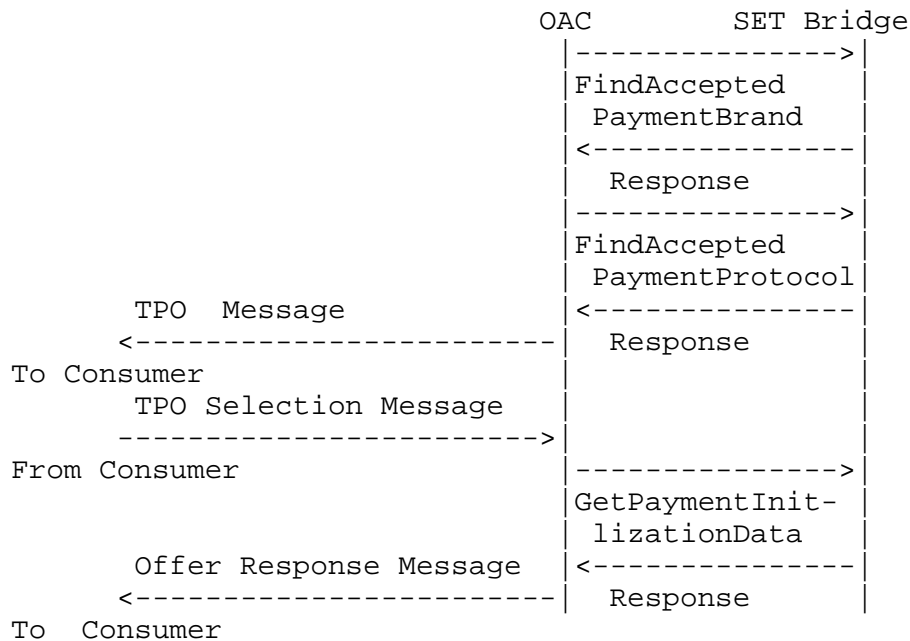 OAC SET Bridge
|--------------->|
|FindAccepted |
| PaymentBrand |
|<---------------|
| Response |
|--------------->|
|FindAccepted |
| PaymentProtocol|
TPO Message |<---------------|
<------------------------| Response |
To Consumer | |
TPO Selection Message | |
------------------------>| |
From Consumer |--------------->|
|GetPaymentInit- |
| lizationData |
Offer Response Message |<---------------|
<------------------------| Response |
To Consumer